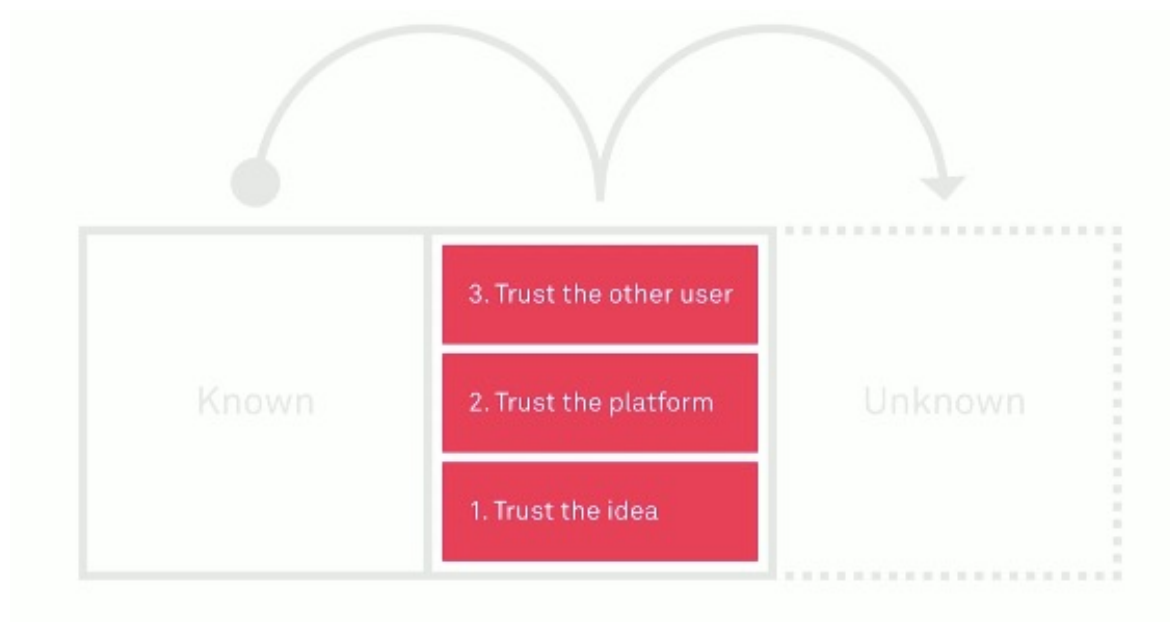 3. Trust the other user
Known
2. Trust the platform
Unknown
1. Trust the idea